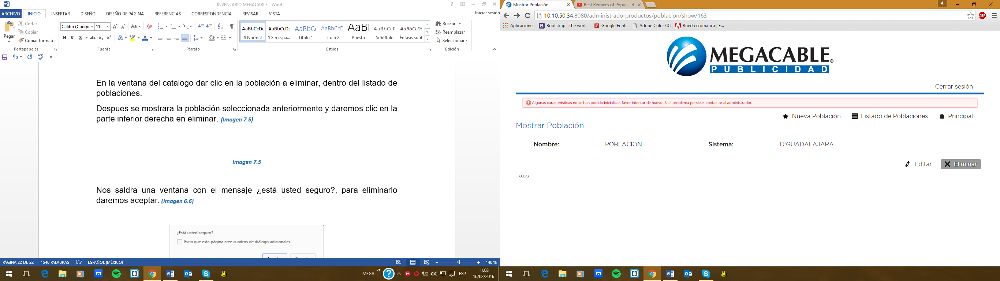 INVENTARIO MEGACABLE - Word
ARCHIVO INICIO INSERTAR DISEÑO DISEÑO DE PÁGINA REFERENCIAS CORRESPONDENCIA REVISAR VISTA Iniciar sesión
Pegar
Cortar
Copiar
Copiar formato
Portapapeles
Calibri (Cuerpo 11
N K S abc x₂ x²
Fuente
Párrafo
AaBbCcDc AaBbCcDc AaBbCc AaBbCcE AaBl AaBbCcD AaBbCcDc
¶ Normal ¶ Sin espa... Título 1 Título 2 Puesto Subtítulo Énfasis sutil
Estilos
Buscar
Reemplazar
Seleccionar
Edición
En la ventana del catalogo dar clic en la población a eliminar, dentro del listado de
poblaciones.
Despues se mostrara la población seleccionada anteriormente y daremos clic en la
parte inferior derecha en eliminar. (Imagen 7.5)
Imagen 7.5
Nos saldra una ventana con el mensaje ¿está usted seguro?, para eliminarlo
daremos aceptar. (Imagen 6.6)
¿Está usted seguro?
Evita que esta página cree cuadros de diálogo adicionales.
Aceptar Cancelar
PÁGINA 22 DE 22 1548 PALABRAS ESPAÑOL (MÉXICO) 140 %
MEGA ESP 11:03
16/02/2016
Mostrar Población Best Remixes of Popula
10.10.50.34:8080/administradorproductos/poblacion/show/163
Aplicaciones Bootstrap · The worl... Google Fonts Adobe Color CC Rueda cromática | E...
MEGACABLE®
PUBLICIDAD
Cerrar sesión
Algunas características no se han podido inicializar, favor intentar de nuevo. Si el problema persiste, contactar al administrador.
Nueva Población Listado de Poblaciones Principal
Mostrar Población
Nombre: POBLACION Sistema: D:GUADALAJARA
Editar Eliminar
0.1.23